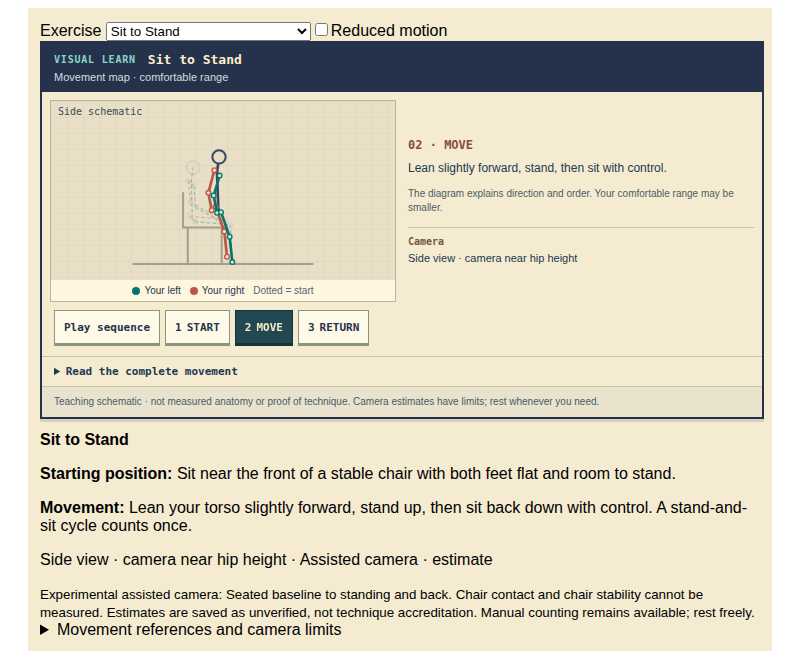 Exercise Sit to Stand Reduced motion
VISUAL LEARN Sit to Stand
Movement map · comfortable range
Side schematic
02 · MOVE
Lean slightly forward, stand, then sit with control.
The diagram explains direction and order. Your comfortable range may be
smaller.
Camera
Side view · camera near hip height
Your left Your right Dotted = start
Play sequence 1 START 2 MOVE 3 RETURN
Read the complete movement
Teaching schematic · not measured anatomy or proof of technique. Camera estimates have limits; rest whenever you need.
Sit to Stand
Starting position: Sit near the front of a stable chair with both feet flat and room to stand.
Movement: Lean your torso slightly forward, stand up, then sit back down with control. A stand-and-
sit cycle counts once.
Side view · camera near hip height · Assisted camera · estimate
Experimental assisted camera: Seated baseline to standing and back. Chair contact and chair stability cannot be
measured. Estimates are saved as unverified, not technique accreditation. Manual counting remains available; rest freely.
Movement references and camera limits